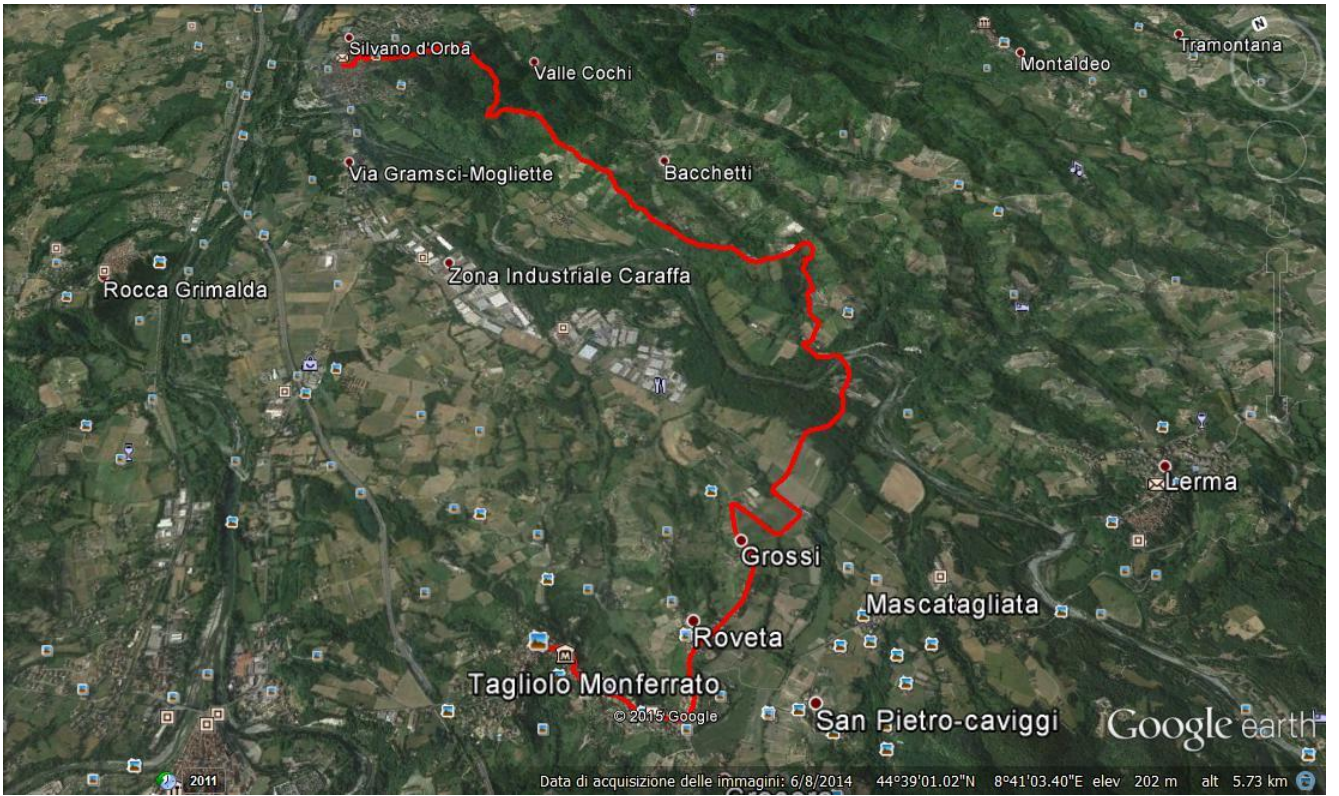 Silvano d'Orba
Valle Cochi
Montaldeo
Tramontana
N
Via Gramsci-Mogliette
Bacchetti
Rocca Grimalda
Zona Industriale Caraffa
Lerma
Grossi
Mascatagliata
Roveta
M
Tagliolo Monferrato
© 2015 Google
San Pietro-caviggi
Google earth
2011
Data di acquisizione delle immagini: 6/8/2014 44°39'01.02"N 8°41'03.40"E elev 202 m alt 5.73 km